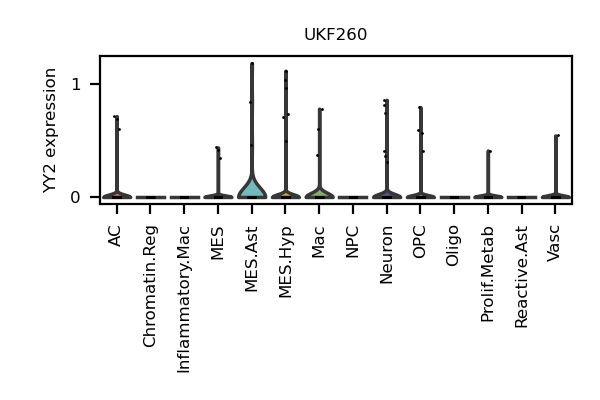 UKF260
YY2 expression
1
0
AC
Chromatin.Reg
Inflammatory.Mac
MES
MES.Ast
MES.Hyp
Mac
NPC
Neuron
OPC
Oligo
Prolif.Metab
Reactive.Ast
Vasc